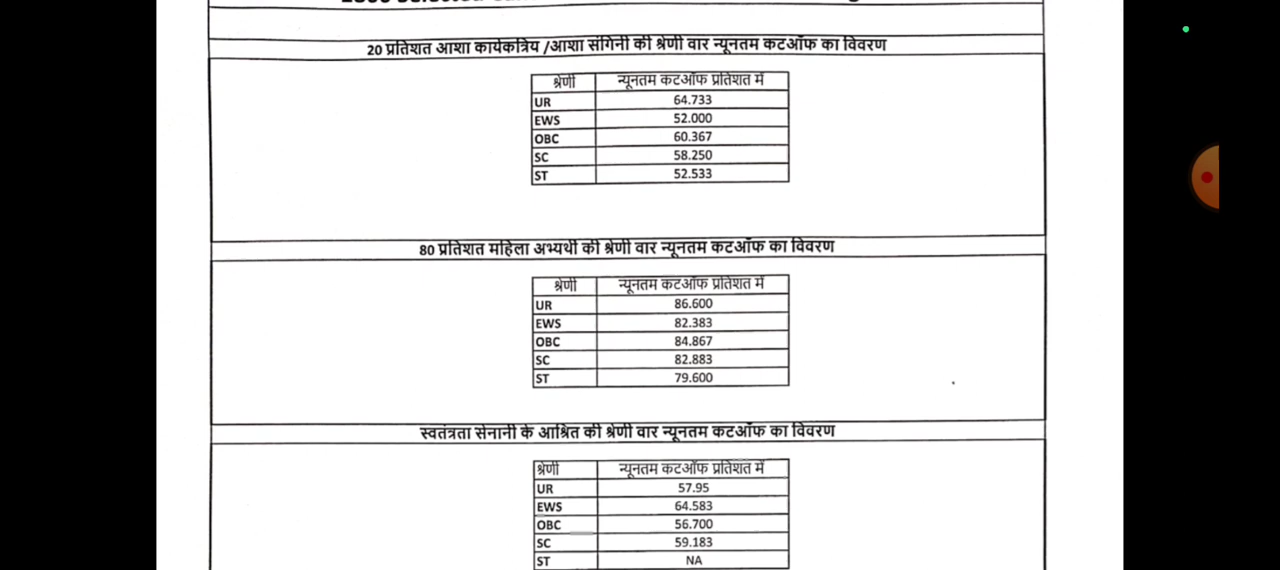 20 प्रतिशत आशा कार्यकत्रिय /आशा संगिनी की श्रेणी वार न्यूनतम कटऑफ का विवरण
श्रेणी न्यूनतम कटऑफ प्रतिशत में
UR 64.733
EWS 52.000
OBC 60.367
SC 58.250
ST 52.533
80 प्रतिशत महिला अभ्यर्थी की श्रेणी वार न्यूनतम कटऑफ का विवरण
श्रेणी न्यूनतम कटऑफ प्रतिशत में
UR 86.600
EWS 82.383
OBC 84.867
SC 82.883
ST 79.600
स्वतंत्रता सेनानी के आश्रित की श्रेणी वार न्यूनतम कटऑफ का विवरण
श्रेणी न्यूनतम कटऑफ प्रतिशत में
UR 57.95
EWS 64.583
OBC 56.700
SC 59.183
ST NA